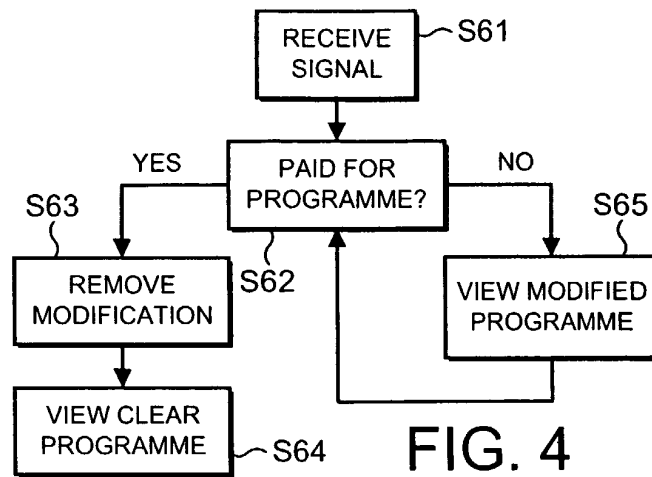 RECEIVE
SIGNAL
S61
YES
PAID FOR
PROGRAMME?
NO
S63
S62
S65
REMOVE
MODIFICATION
VIEW MODIFIED
PROGRAMME
VIEW CLEAR
PROGRAMME
S64
FIG. 4